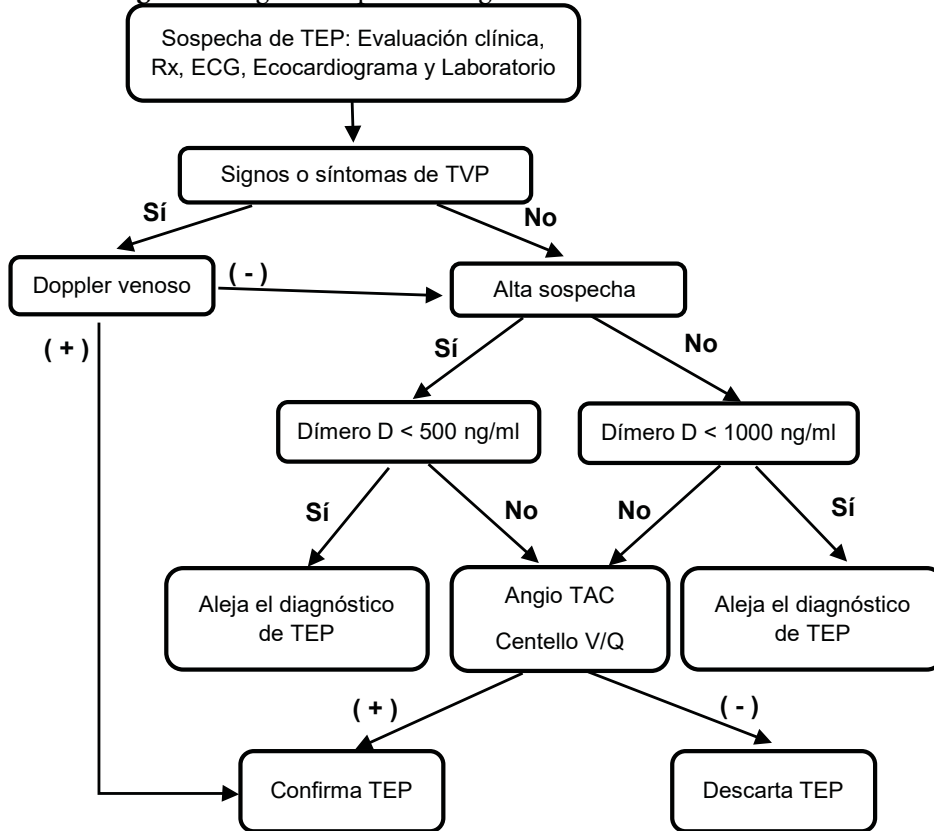 Sospecha de TEP: Evaluación clínica,
Rx, ECG, Ecocardiograma y Laboratorio
Signos o síntomas de TVP
Sí
No
Doppler venoso
( - )
Alta sospecha
( + )
Sí
No
Dímero D < 500 ng/ml
Dímero D < 1000 ng/ml
Sí
No
No
Sí
Aleja el diagnóstico
de TEP
Angio TAC
Centello V/Q
Aleja el diagnóstico
de TEP
( + )
( - )
Confirma TEP
Descarta TEP